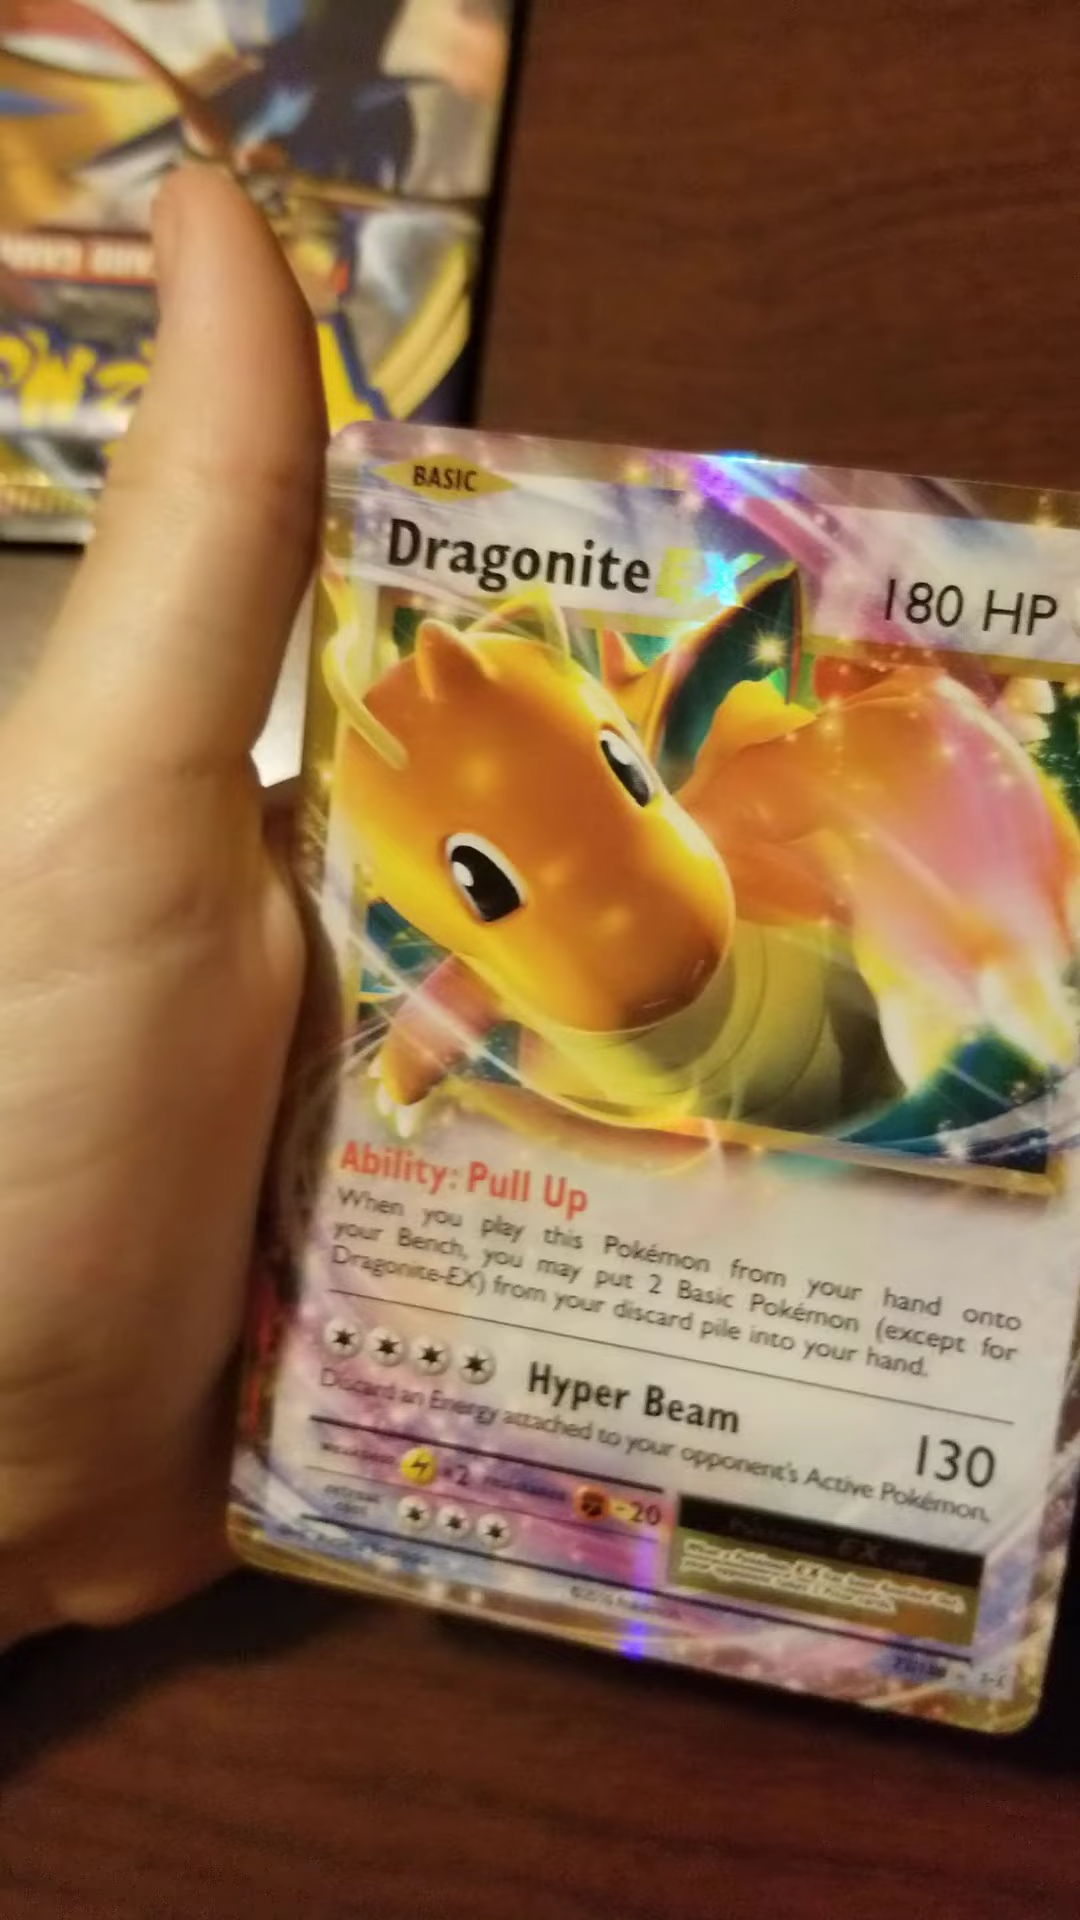 BASIC
Dragonite EX
180 HP
Ability: Pull Up
When you play this Pokémon from your hand onto
your Bench, you may put 2 Basic Pokémon (except for
Dragonite-EX) from your discard pile into your hand.
Hyper Beam
130
Discard an Energy attached to your opponent's Active Pokémon.
×2
-20